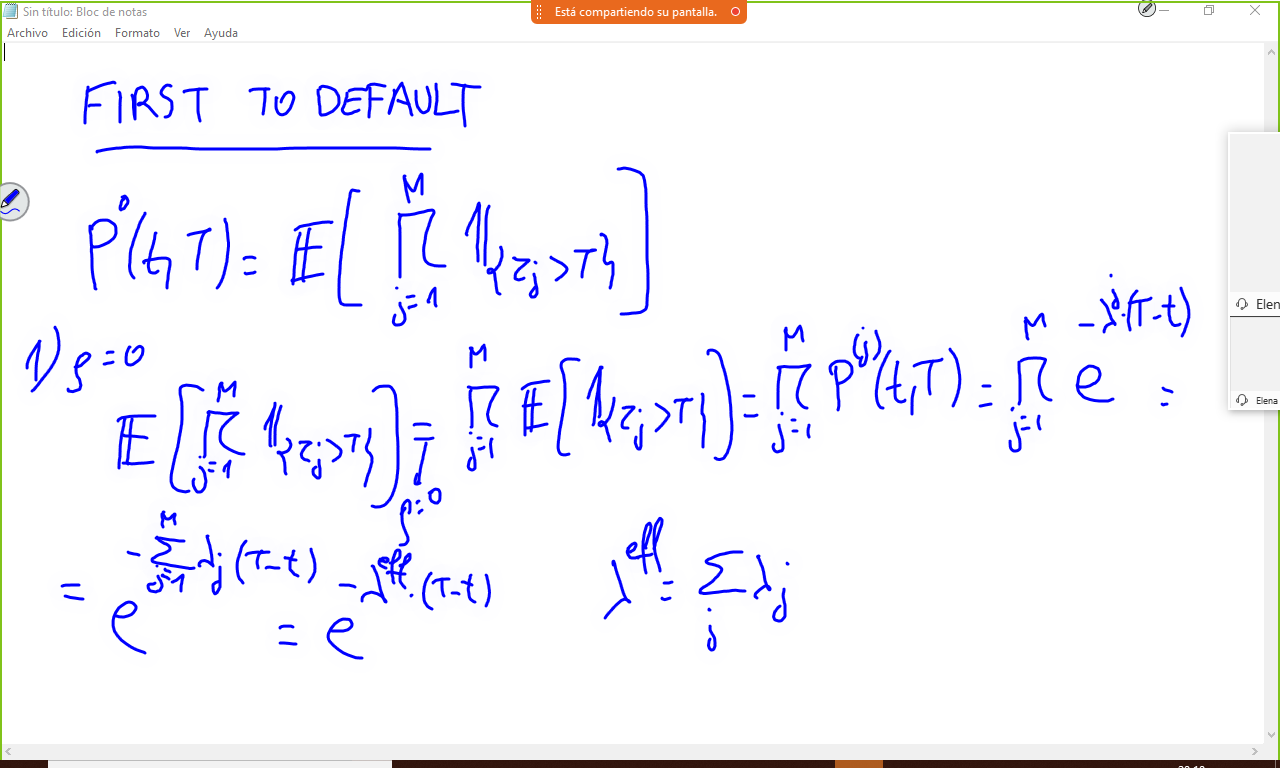 Sin título: Bloc de notas
Está compartiendo su pantalla.
Archivo Edición Formato Ver Ayuda
FIRST TO DEFAULT
P⁰(t,T) = 𝔼[∏_{j=1}^{M} 𝟙_{{τ_j > T}}]
1) ρ=0
𝔼[∏_{j=1}^{M} 𝟙_{{τ_j > T}}] =_{ρ=0} ∏_{j=1}^{M} 𝔼[𝟙_{{τ_j > T}}] = ∏_{j=1}^{M} P^{(j)}(t,T) = ∏_{j=1}^{M} e^{-λ^j·(T-t)} =
= e^{-∑_{j=1}^{M} λ_j (T-t)} = e^{-λ^{eff}·(T-t)}
λ^{eff} = ∑_j λ_j
Elen
Elena